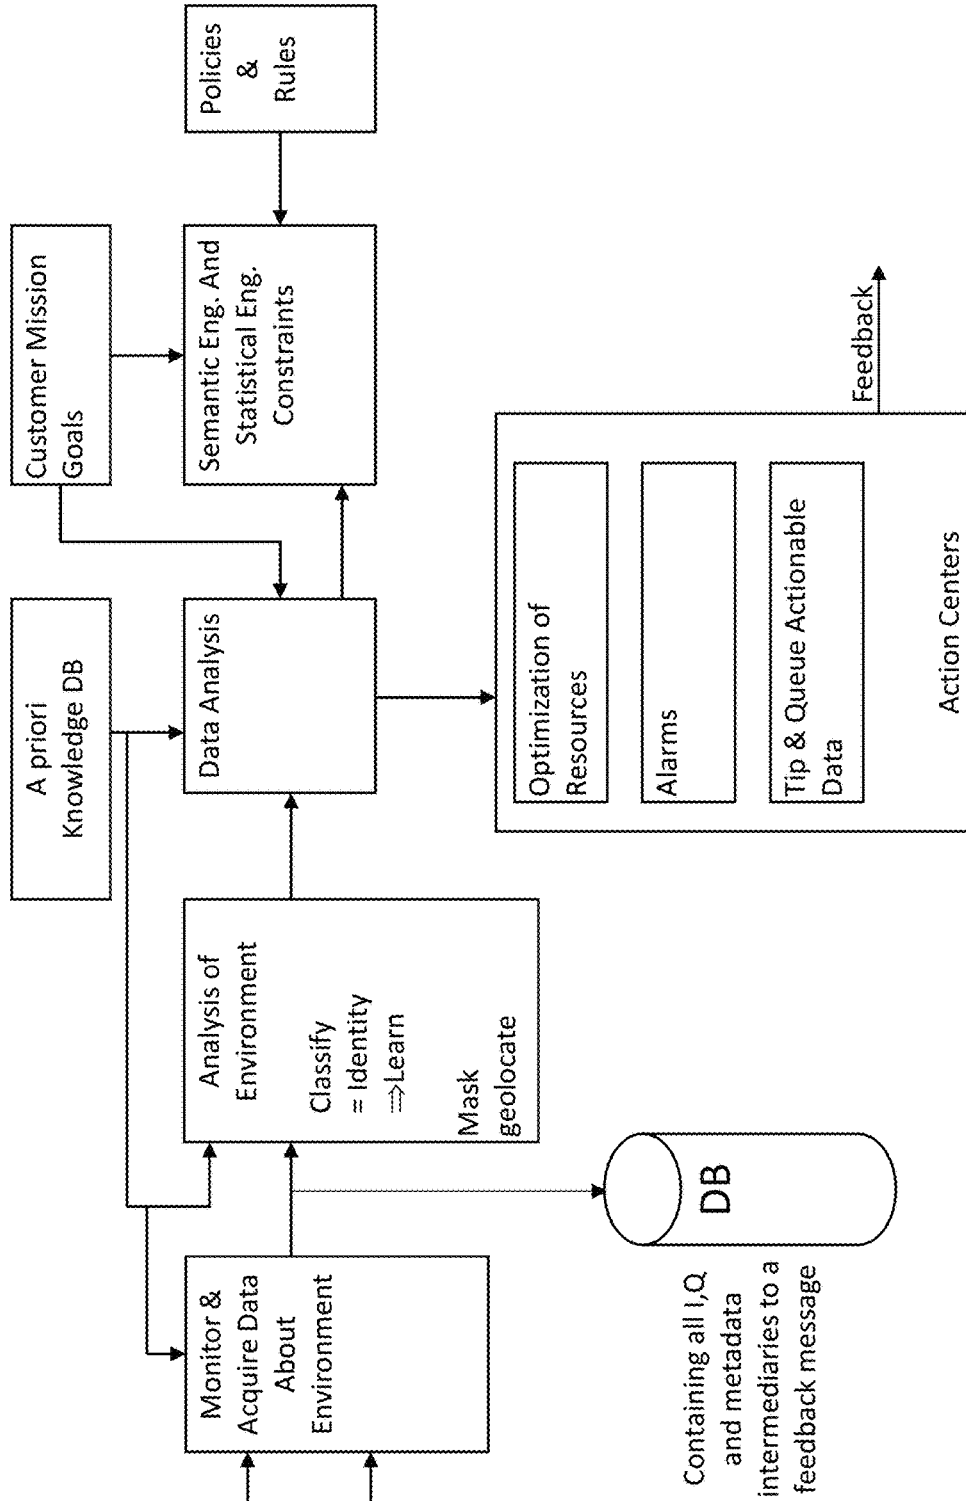 A priori
Knowledge DB
Customer Mission
Goals
Monitor &
Acquire Data
About
Environment
Analysis of
Environment
Classify
= Identity
⇒Learn
Mask
geolocate
Data Analysis
Semantic Eng. And
Statistical Eng.
Constraints
Policies
&
Rules
DB
Containing all I,Q
and metadata
intermediaries to a
feedback message
Optimization of
Resources
Alarms
Tip & Queue Actionable
Data
Action Centers
Feedback